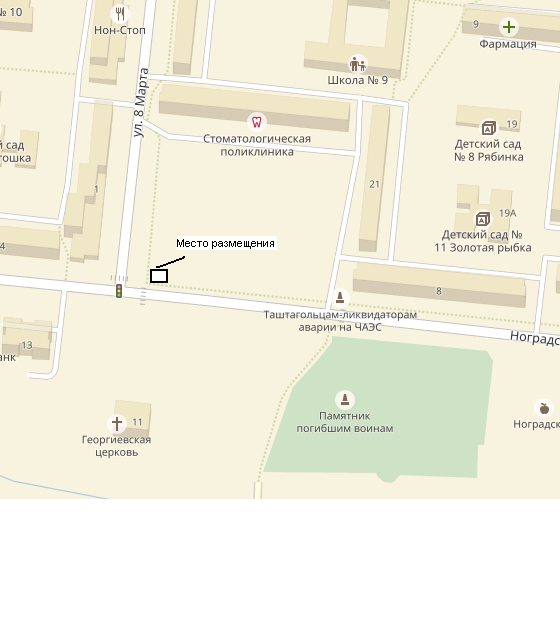 № 10
Нон-Стоп
9
Фармация
Школа № 9
ул. 8 Марта
Стоматологическая
поликлиника
19
Детский сад
№ 8 Рябинка
й сад
тошка
1
21
19А
Детский сад №
11 Золотая рыбка
Место размещения
4
8
Таштагольцам-ликвидаторам
аварии на ЧАЭС
Ноградс
13
анк
Памятник
погибшим воинам
11
Георгиевская
церковь
Ноградск